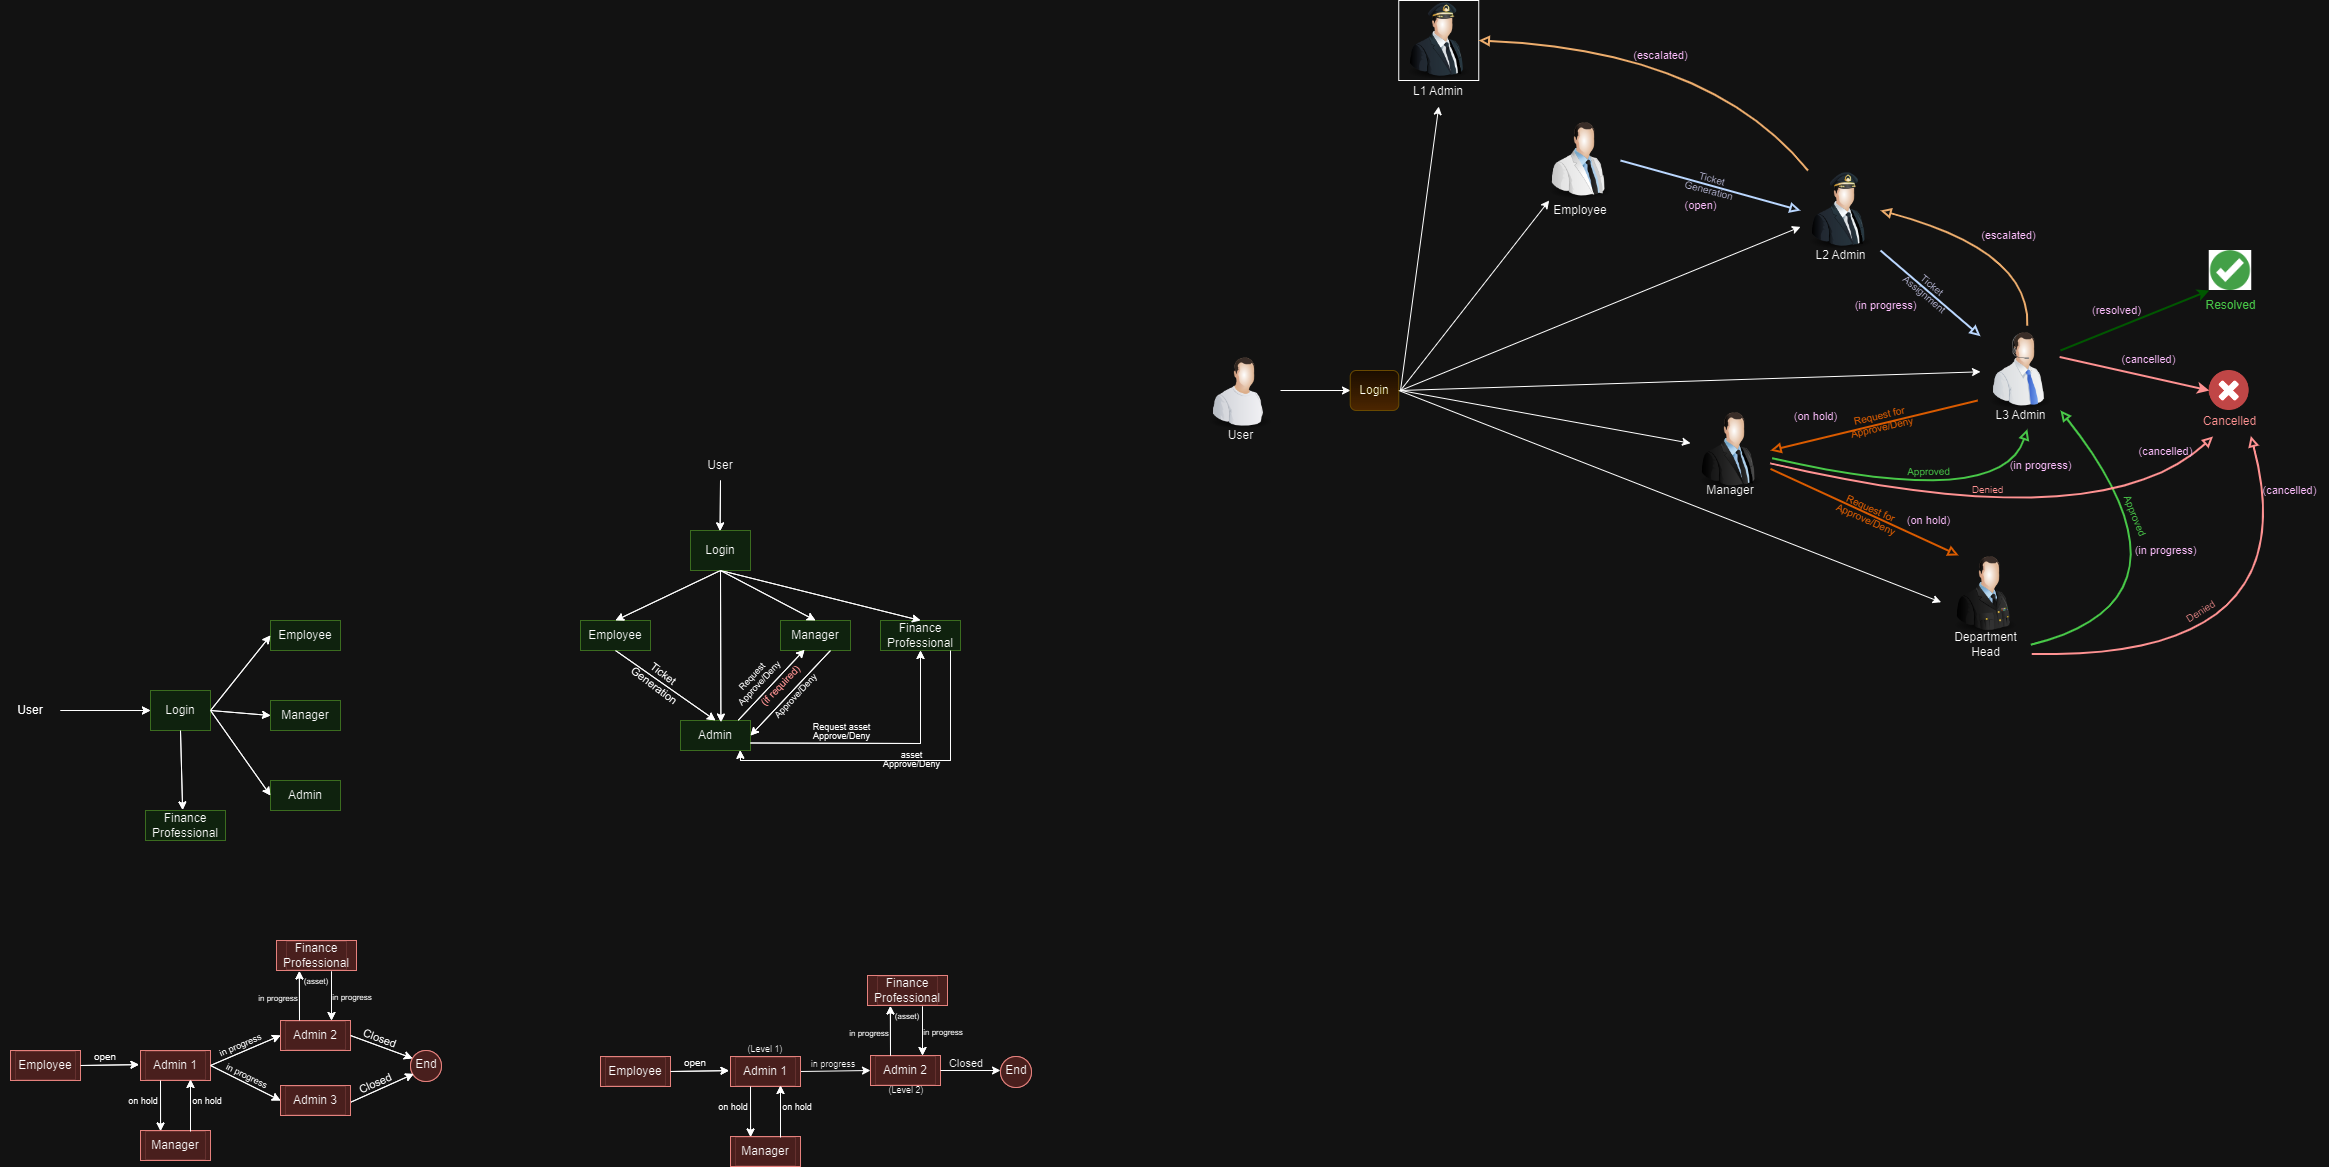 L1 Admin
(escalated)
Employee
Ticket
Generation
(open)
L2 Admin
(escalated)
Ticket
Assignment
(in progress)
(resolved)
Resolved
(cancelled)
Cancelled
L3 Admin
User
Login
(on hold)
Request for
Approve/Deny
Manager
Approved
(in progress)
Denied
(cancelled)
Request for
Approve/Deny
(on hold)
Approved
(in progress)
(cancelled)
Denied
Department
Head
User
Login
Employee
Manager
Finance
Professional
Ticket
Generation
Request
Approve/Deny
(if required)
Approve/Deny
Admin
Request asset
Approve/Deny
asset
Approve/Deny
User
Login
Employee
Manager
Admin
Finance
Professional
Finance
Professional
(asset)
in progress
in progress
Admin 2
Closed
in progress
Employee
open
Admin 1
End
in progress
Closed
Admin 3
on hold
on hold
Manager
Finance
Professional
(asset)
in progress
in progress
(Level 1)
Employee
open
Admin 1
in progress
Admin 2
Closed
End
(Level 2)
on hold
on hold
Manager